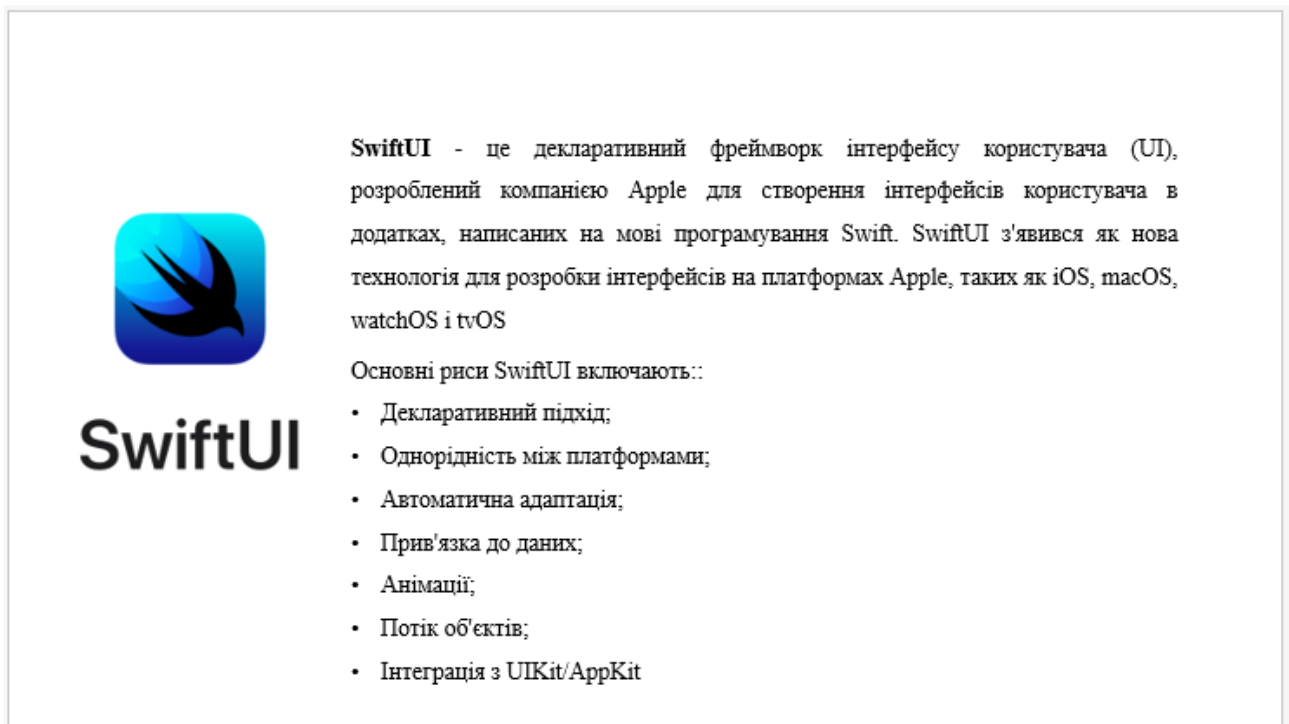 SwiftUI - це декларативний фреймворк інтерфейсу користувача (UI),
розроблений компанією Apple для створення інтерфейсів користувача в
додатках, написаних на мові програмування Swift. SwiftUI з'явився як нова
технологія для розробки інтерфейсів на платформах Apple, таких як iOS, macOS,
watchOS і tvOS
Основні риси SwiftUI включають::
• Декларативний підхід;
• Однорідність між платформами;
• Автоматична адаптація;
• Прив'язка до даних;
• Анімації;
• Потік об'єктів;
• Інтеграція з UIKit/AppKit
SwiftUI